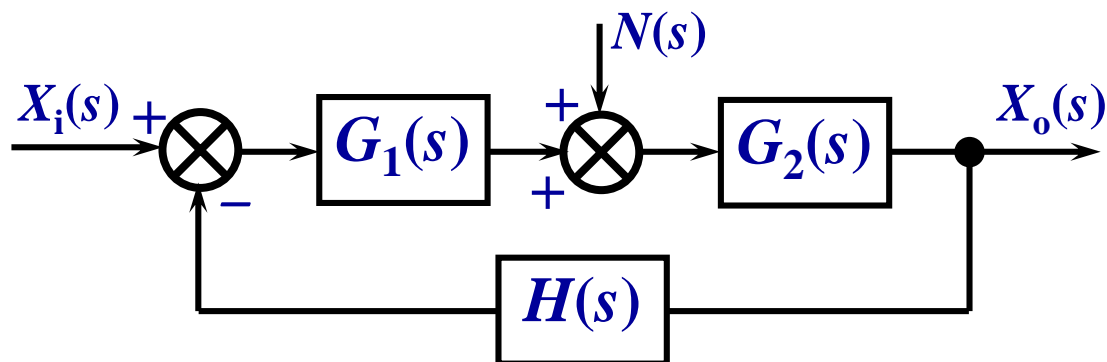 N(s)
Xᵢ(s) + + Xₒ(s)
G₁(s) G₂(s)
+
−
H(s)